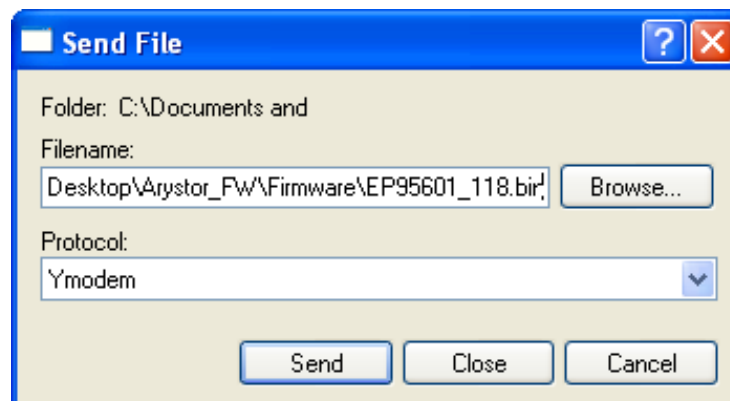 Send File
Folder: C:\Documents and
Filename:
Desktop\Arystor_FW\Firmware\EP95601_118.bin
Browse...
Protocol:
Ymodem
Send Close Cancel